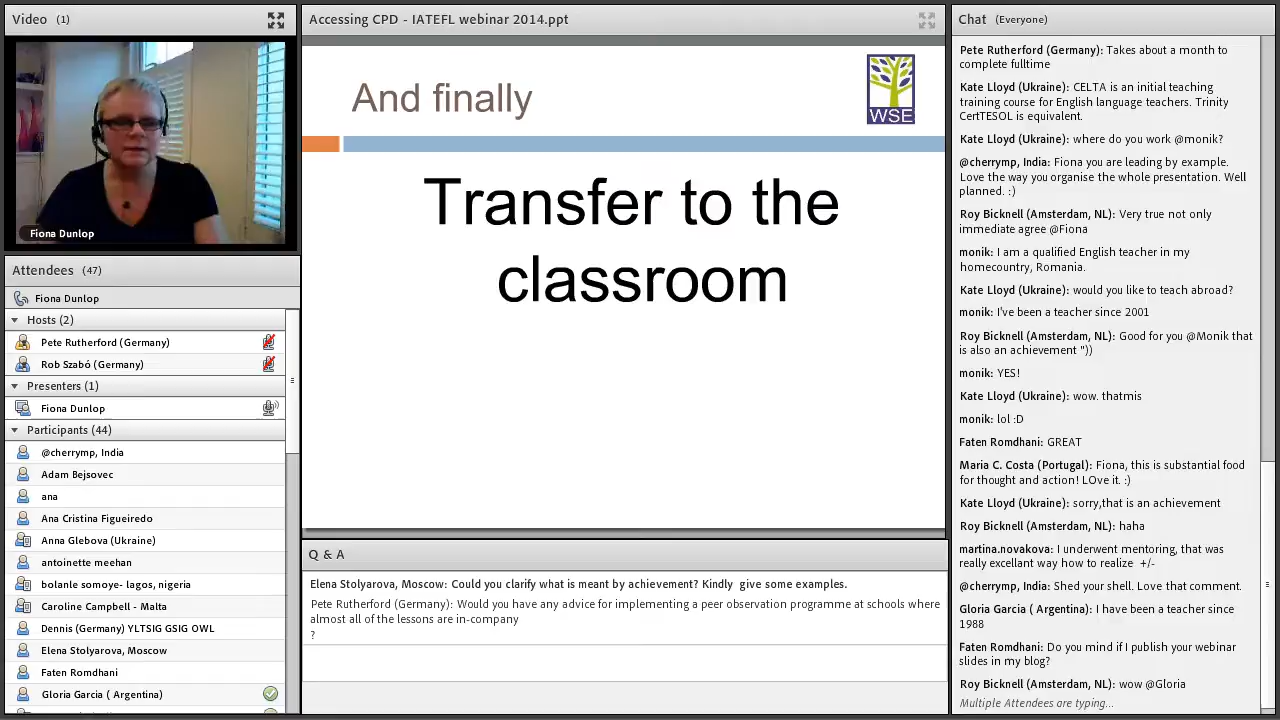 Video (1)
Fiona Dunlop
Attendees (47)
Fiona Dunlop
Hosts (2)
Pete Rutherford (Germany)
Rob Szabó (Germany)
Presenters (1)
Fiona Dunlop
Participants (44)
@cherrymp, India
Adam Bejsovec
ana
Ana Cristina Figueiredo
Anna Glebova (Ukraine)
antoinette meehan
bolanle somoye- lagos, nigeria
Caroline Campbell - Malta
Dennis (Germany) YLTSIG GSIG OWL
Elena Stolyarova, Moscow
Faten Romdhani
Gloria Garcia ( Argentina)
Accessing CPD - IATEFL webinar 2014.ppt
And finally
WSE
Transfer to the
classroom
Q & A
Elena Stolyarova, Moscow: Could you clarify what is meant by achievement? Kindly give some examples.
Pete Rutherford (Germany): Would you have any advice for implementing a peer observation programme at schools where
almost all of the lessons are in-company
?
Chat (Everyone)
Pete Rutherford (Germany): Takes about a month to
complete fulltime
Kate Lloyd (Ukraine): CELTA is an initial teaching
training course for English language teachers. Trinity
CertTESOL is equivalent.
Kate Lloyd (Ukraine): where do you work @monik?
@cherrymp, India: Fiona you are leading by example.
Love the way you organise the whole presentation. Well
planned. :)
Roy Bicknell (Amsterdam, NL): Very true not only
immediate agree @Fiona
monik: I am a qualified English teacher in my
homecountry, Romania.
Kate Lloyd (Ukraine): would you like to teach abroad?
monik: I've been a teacher since 2001
Roy Bicknell (Amsterdam, NL): Good for you @Monik that
is also an achievement "))
monik: YES!
Kate Lloyd (Ukraine): wow. thatmis
monik: lol :D
Faten Romdhani: GREAT
Maria C. Costa (Portugal): Fiona, this is substantial food
for thought and action! LOve it. :)
Kate Lloyd (Ukraine): sorry,that is an achievement
Roy Bicknell (Amsterdam, NL): haha
martina.novakova: I underwent mentoring, that was
really excellant way how to realize +/-
@cherrymp, India: Shed your shell. Love that comment.
Gloria Garcia ( Argentina): I have been a teacher since
1988
Faten Romdhani: Do you mind if I publish your webinar
slides in my blog?
Roy Bicknell (Amsterdam, NL): wow @Gloria
Multiple Attendees are typing...